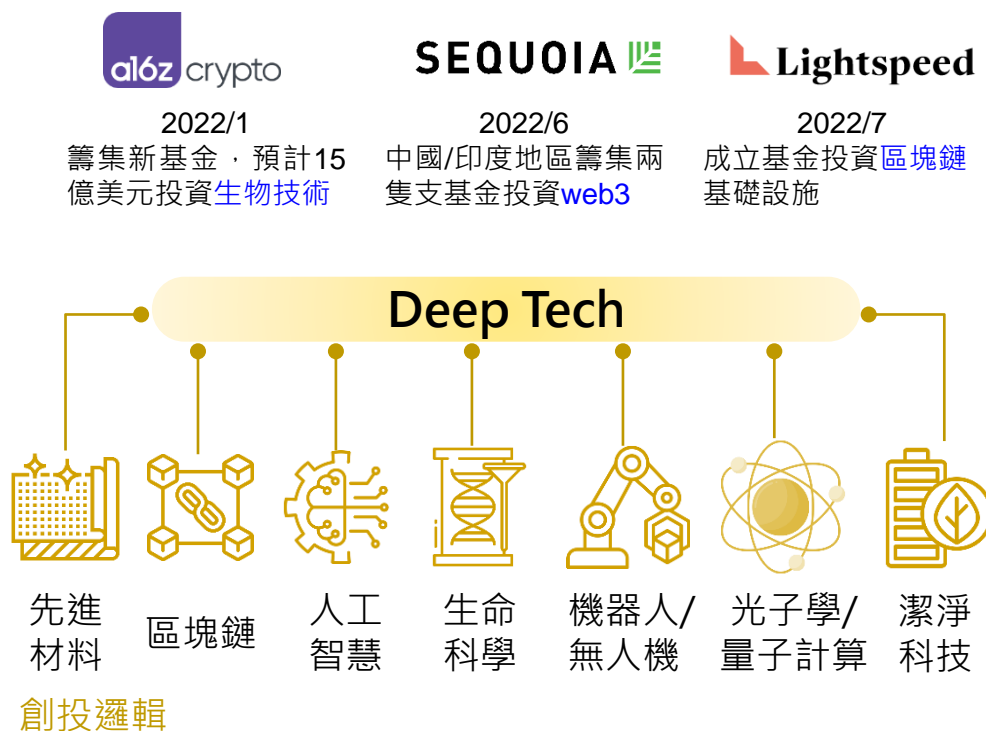 a16z crypto
SEQUOIA
Lightspeed
2022/1
籌集新基金，預計15
億美元投資生物技術
2022/6
中國/印度地區籌集兩
隻支基金投資web3
2022/7
成立基金投資區塊鏈
基礎設施
Deep Tech
先進
材料
區塊鏈
人工
智慧
生命
科學
機器人/
無人機
光子學/
量子計算
潔淨
科技
創投邏輯